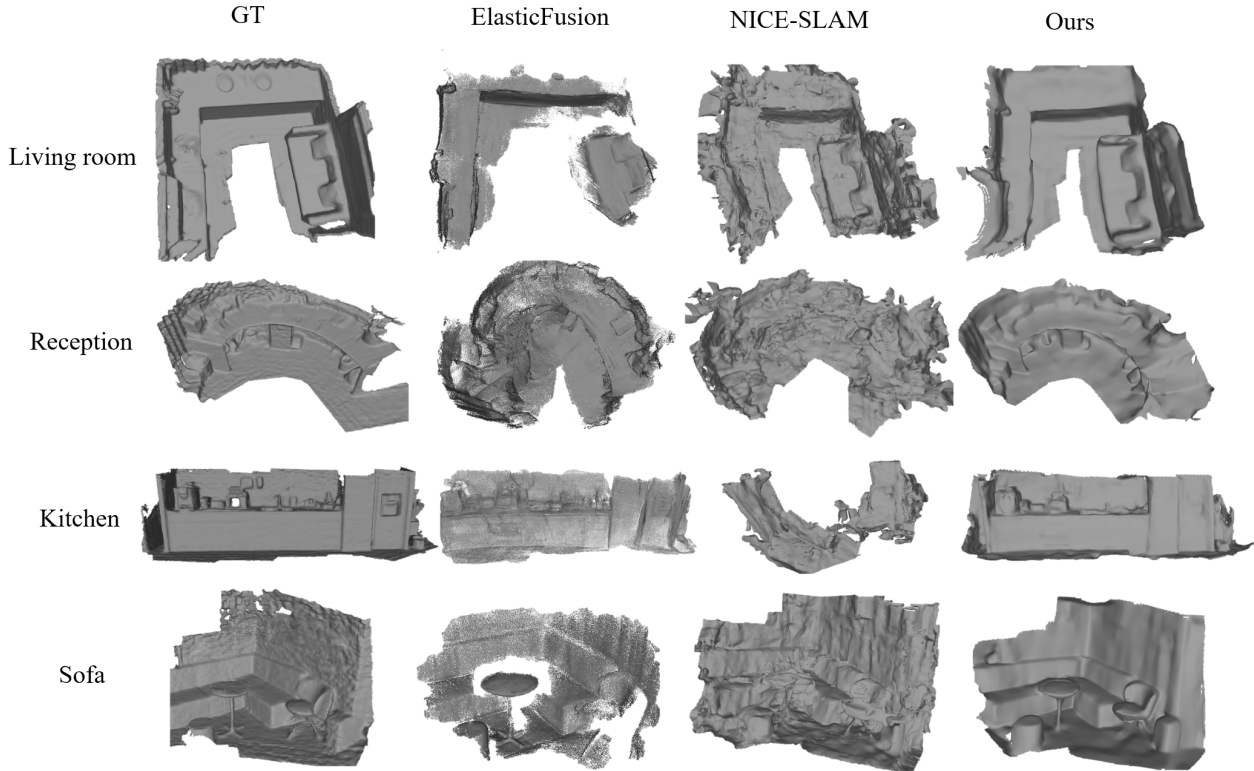 GT
ElasticFusion
NICE-SLAM
Ours
Living room
Reception
Kitchen
Sofa